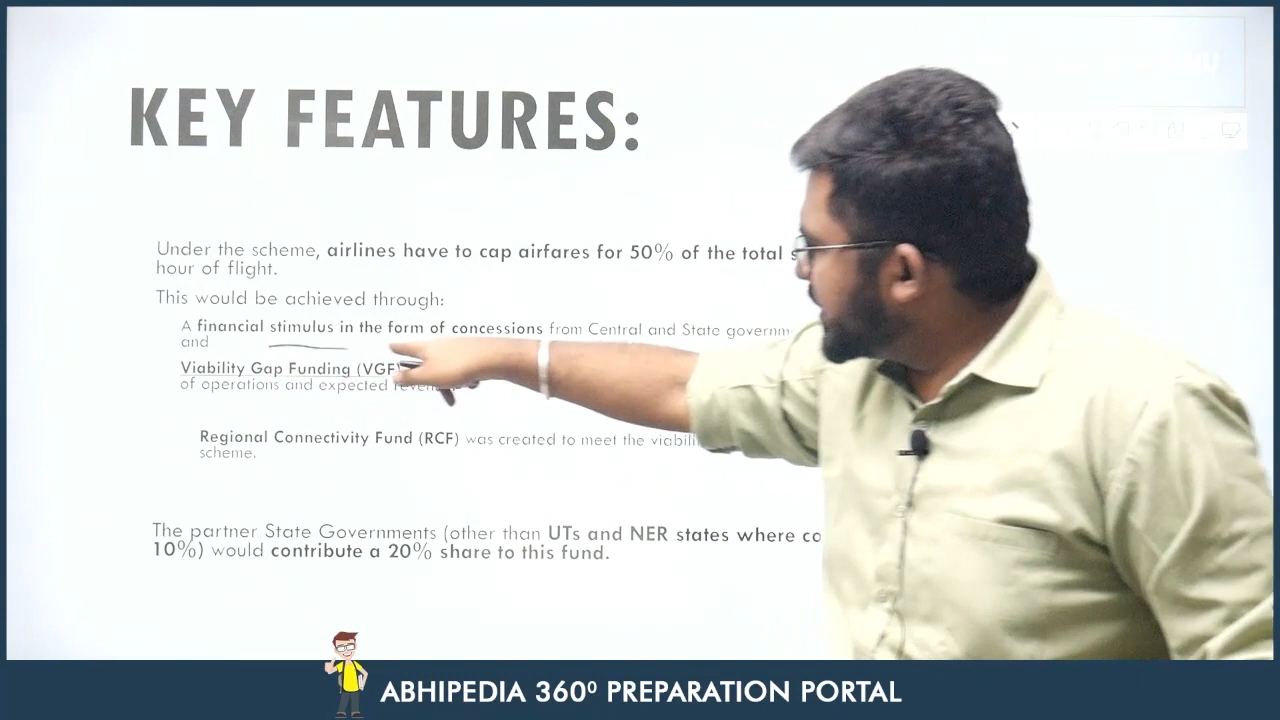 KEY FEATURES:
Under the scheme, airlines have to cap airfares for 50% of the total
hour of flight.
This would be achieved through:
A financial stimulus in the form of concessions from Central and State
and
Viability Gap Funding (VGF)
of operations and expected
Regional Connectivity Fund (RCF) was created to meet the
scheme.
The partner State Governments (other than UTs and NER states where
10%) would contribute a 20% share to this fund.
ABHIPEDIA 360⁰ PREPARATION PORTAL